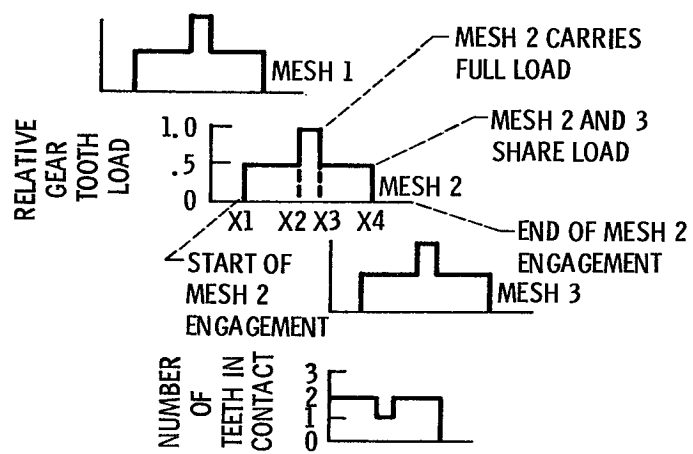 MESH 1
MESH 2 CARRIES
FULL LOAD
RELATIVE
GEAR
TOOTH
LOAD
1.0
.5
0
MESH 2 AND 3
SHARE LOAD
MESH 2
X1 X2 X3 X4
START OF
MESH 2
ENGAGEMENT
END OF MESH 2
ENGAGEMENT
MESH 3
NUMBER
OF
TEETH IN
CONTACT
3
2
1
0